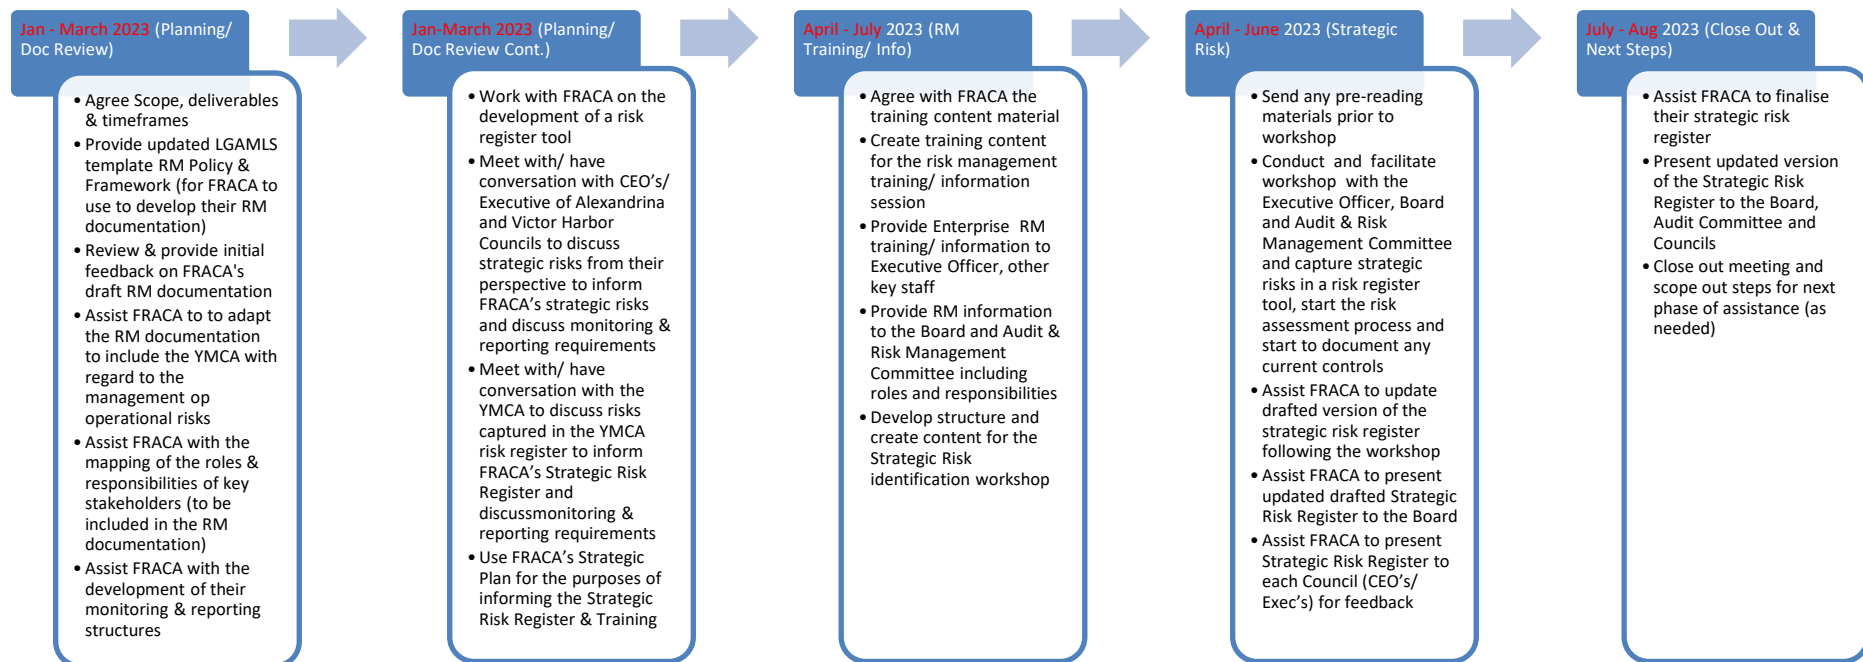 Jan - March 2023 (Planning/
Doc Review)
• Agree Scope, deliverables
& timeframes
• Provide updated LGAMLS
template RM Policy &
Framework (for FRACA to
use to develop their RM
documentation)
• Review & provide initial
feedback on FRACA's
draft RM documentation
• Assist FRACA to to adapt
the RM documentation
to include the YMCA with
regard to the
management op
operational risks
• Assist FRACA with the
mapping of the roles &
responsibilities of key
stakeholders (to be
included in the RM
documentation)
• Assist FRACA with the
development of their
monitoring & reporting
structures
Jan-March 2023 (Planning/
Doc Review Cont.)
• Work with FRACA on the
development of a risk
register tool
• Meet with/ have
conversation with CEO’s/
Executive of Alexandrina
and Victor Harbor
Councils to discuss
strategic risks from their
perspective to inform
FRACA’s strategic risks
and discuss monitoring &
reporting requirements
• Meet with/ have
conversation with the
YMCA to discuss risks
captured in the YMCA
risk register to inform
FRACA’s Strategic Risk
Register and
discussmonitoring &
reporting requirements
• Use FRACA’s Strategic
Plan for the purposes of
informing the Strategic
Risk Register & Training
April - July 2023 (RM
Training/ Info)
• Agree with FRACA the
training content material
• Create training content
for the risk management
training/ information
session
• Provide Enterprise RM
training/ information to
Executive Officer, other
key staff
• Provide RM information
to the Board and Audit &
Risk Management
Committee including
roles and responsibilities
• Develop structure and
create content for the
Strategic Risk
identification workshop
April - June 2023 (Strategic
Risk)
• Send any pre-reading
materials prior to
workshop
• Conduct and facilitate
workshop with the
Executive Officer, Board
and Audit & Risk
Management Committee
and capture strategic
risks in a risk register
tool, start the risk
assessment process and
start to document any
current controls
• Assist FRACA to update
drafted version of the
strategic risk register
following the workshop
• Assist FRACA to present
updated drafted Strategic
Risk Register to the Board
• Assist FRACA to present
Strategic Risk Register to
each Council (CEO’s/
Exec’s) for feedback
July - Aug 2023 (Close Out &
Next Steps)
• Assist FRACA to finalise
their strategic risk
register
• Present updated version
of the Strategic Risk
Register to the Board,
Audit Committee and
Councils
• Close out meeting and
scope out steps for next
phase of assistance (as
needed)